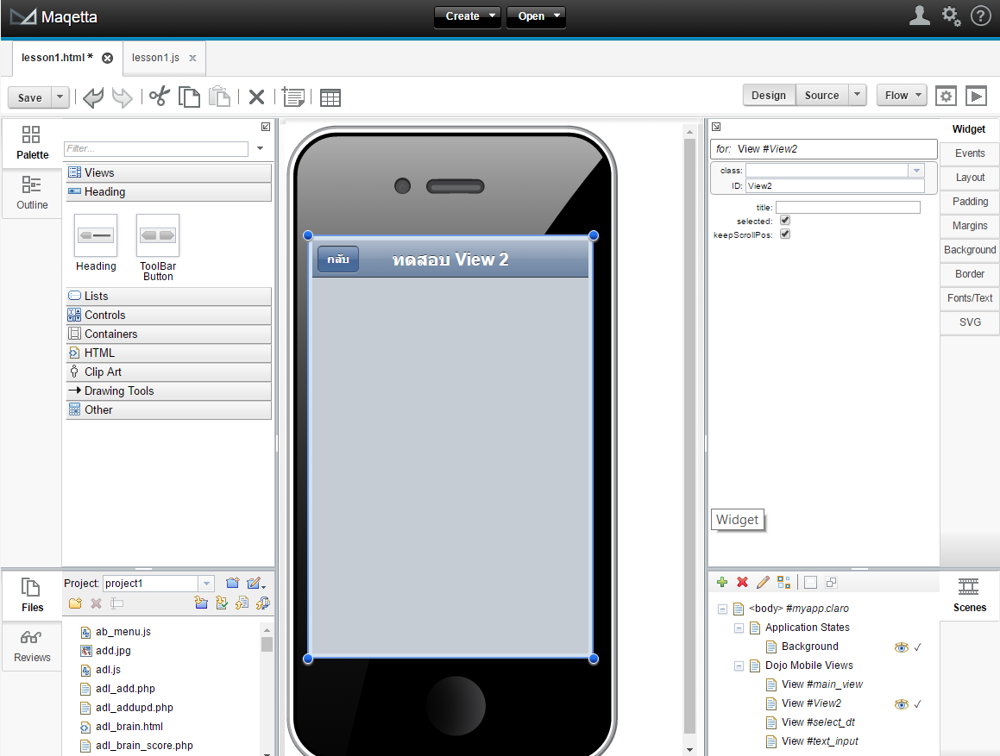 Maqetta
Create
Open
lesson1.html *
lesson1.js x
Save
Design
Source
Flow
Palette
Outline
Filter...
Views
Heading
Heading
ToolBar
Button
Lists
Controls
Containers
HTML
Clip Art
Drawing Tools
Other
กลับ
ทดสอบ View 2
for: View #View2
class:
ID: View2
title:
selected:
keepScrollPos:
Widget
Events
Layout
Padding
Margins
Background
Border
Fonts/Text
SVG
Widget
Files
Reviews
Project: project1
ab_menu.js
add.jpg
adl.js
adl_add.php
adl_addupd.php
adl_brain.html
adl_brain_score.php
<body> #myapp.claro
Application States
Background
Dojo Mobile Views
View #main_view
View #View2
View #select_dt
View #text_input
Scenes